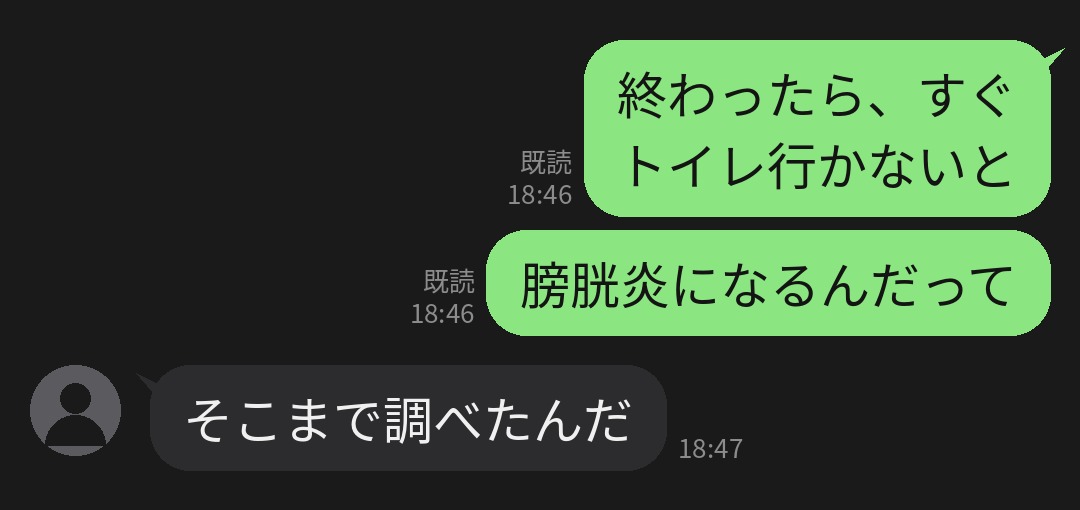 終わったら、すぐ
トイレ行かないと
既読
18:46
膀胱炎になるんだって
既読
18:46
そこまで調べたんだ
18:47